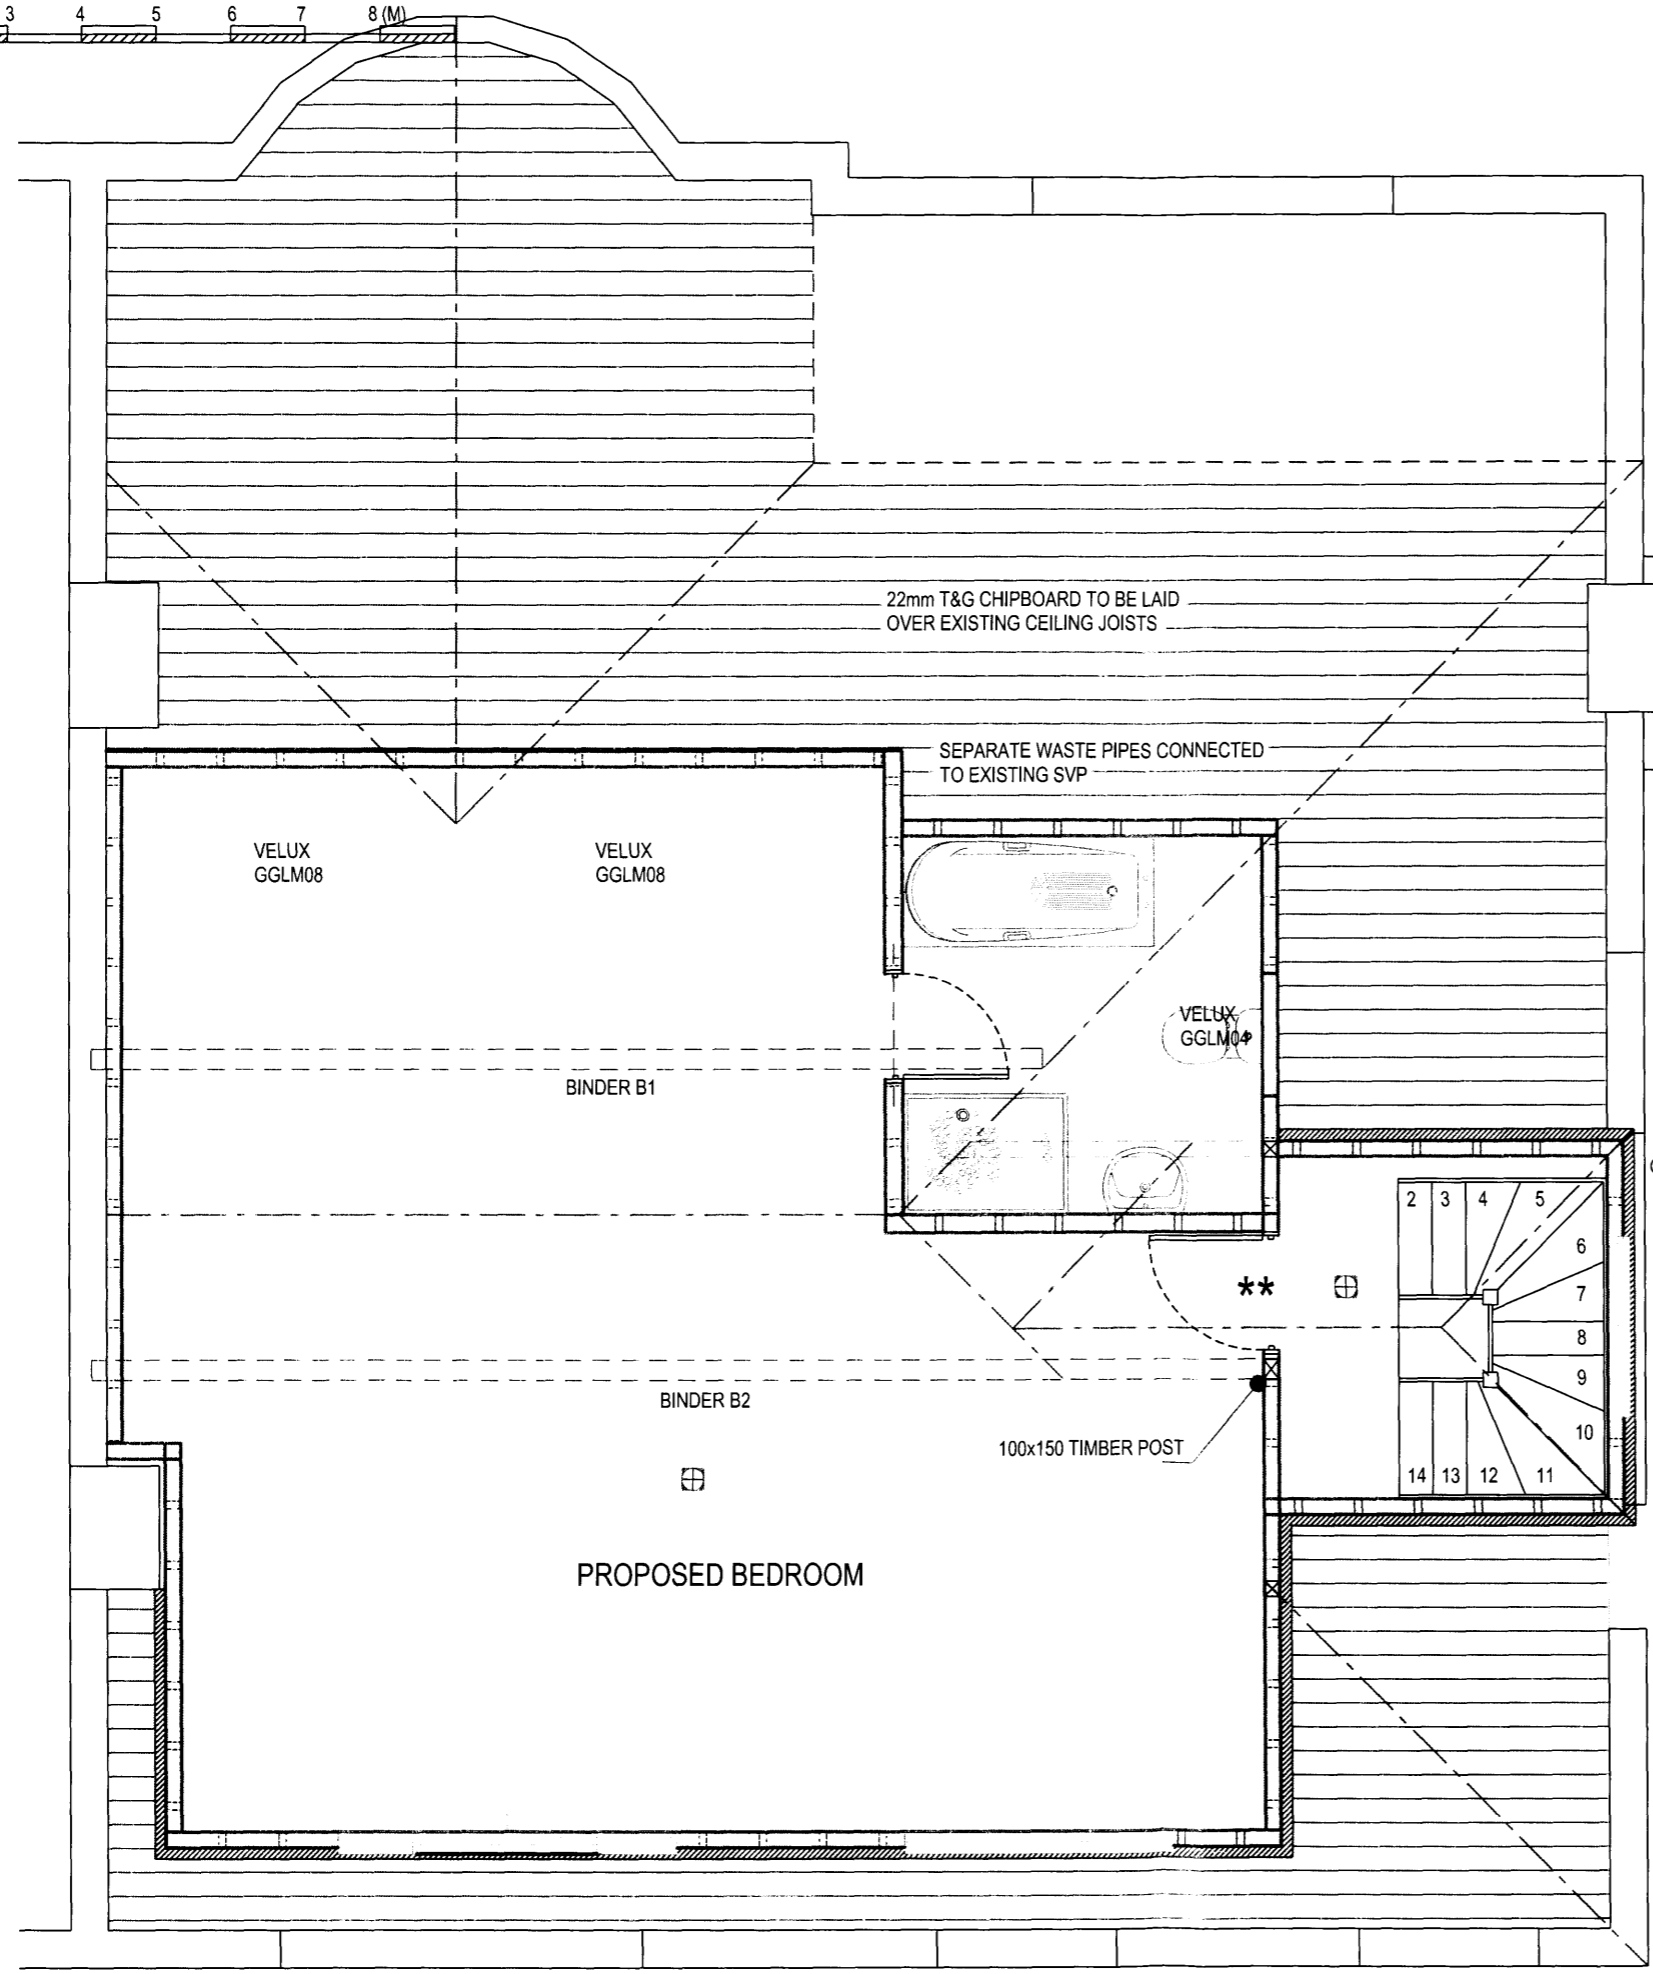 3 4 5 6 7 8 (M)
22mm T&G CHIPBOARD TO BE LAID
OVER EXISTING CEILING JOISTS
SEPARATE WASTE PIPES CONNECTED
TO EXISTING SVP
VELUX
GGLM08
VELUX
GGLM08
VELUX
GGLM04
BINDER B1
2 3 4 5
6
7
8
9
10
14 13 12 11
**
BINDER B2
100x150 TIMBER POST
PROPOSED BEDROOM